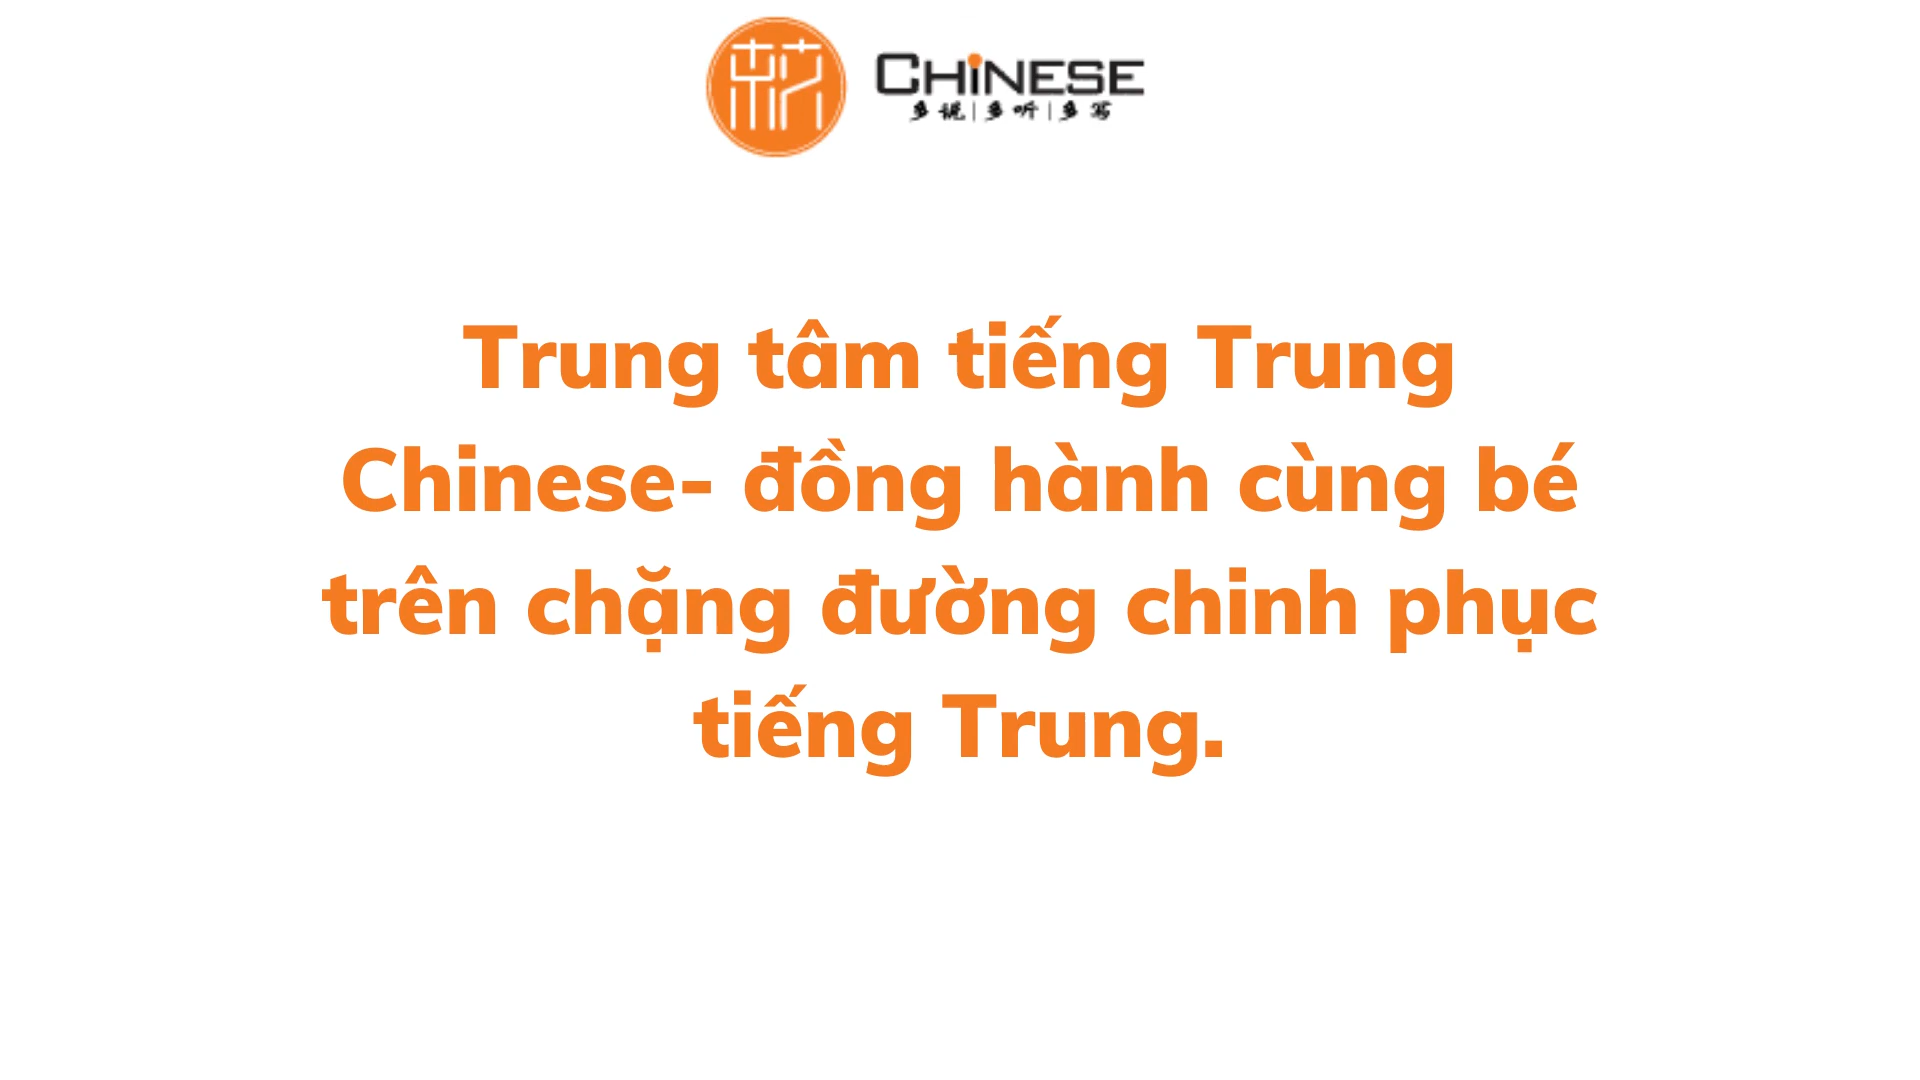 CHINESE
多说|多听|多写
Trung tâm tiếng Trung
Chinese- đồng hành cùng bé
trên chặng đường chinh phục
tiếng Trung.